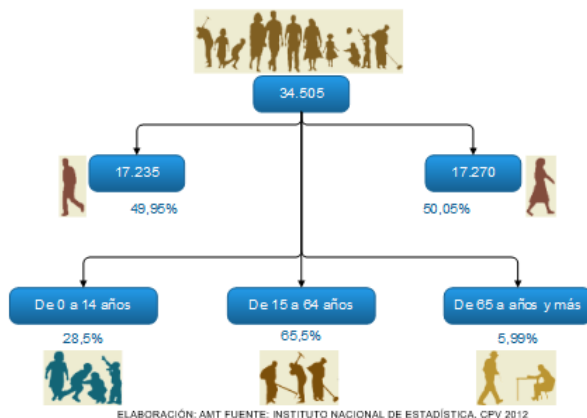 34.505
17.235
17.270
49,95%
50,05%
De 0 a 14 años
De 15 a 64 años
De 65 a años y más
28,5%
65,5%
5,99%
ELABORACIÓN: AMT FUENTE: INSTITUTO NACIONAL DE ESTADÍSTICA. CPV 2012